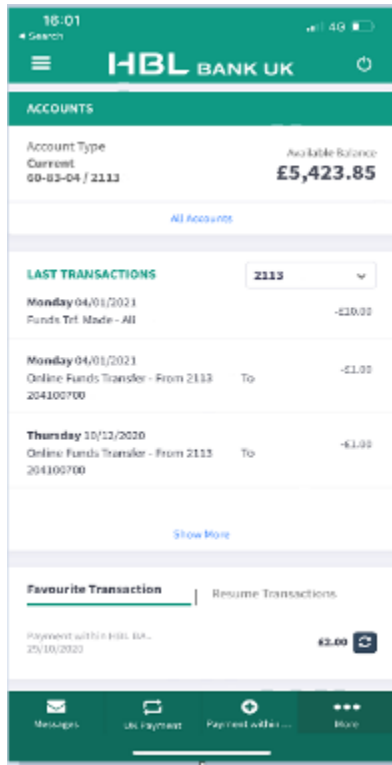 16:01
4G
Search
HBL BANK UK
ACCOUNTS
Account Type
Available Balance
Current
£5,423.85
60-83-04 / 2113
All Accounts
LAST TRANSACTIONS
2113
Monday 04/01/2021
-£10.00
Funds Trf. Made - All
Monday 04/01/2021
-£1.00
Online Funds Transfer - From 2113 To
204100700
Thursday 10/12/2020
-£1.00
Online Funds Transfer - From 2113 To
204100700
Show More
Favourite Transaction | Resume Transactions
Payment within HBL BA..
£2.00
29/10/2020
Messages
UK Payment
Payment within ...
More